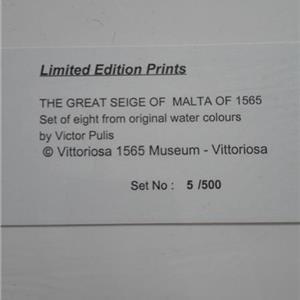 Limited Edition Prints
THE GREAT SEIGE OF MALTA OF 1565
Set of eight from original water colours
by Victor Pulis
© Vittoriosa 1565 Museum - Vittoriosa
Set No : 5 /500